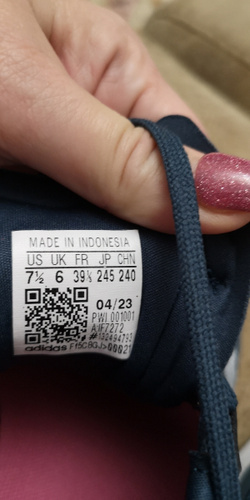 MADE IN INDONESIA
US UK FR JP CHN
7½ 6 39⅓ 245 240
04/23
PWI 001001
#132494793
adidas